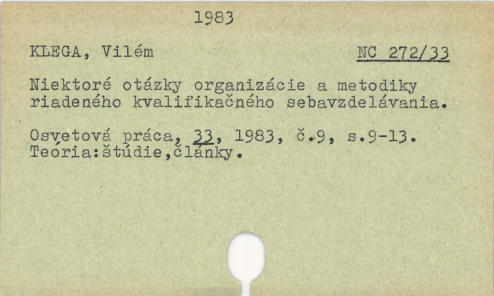 1983
KLEGA, Vilém NC 272/33
Niektoré otázky organizácie a metodiky
riadeného kvalifikačného sebavzdelávania.
Osvetová práca, 33, 1983, č.9, s.9-13.
Teória:štúdie,články.